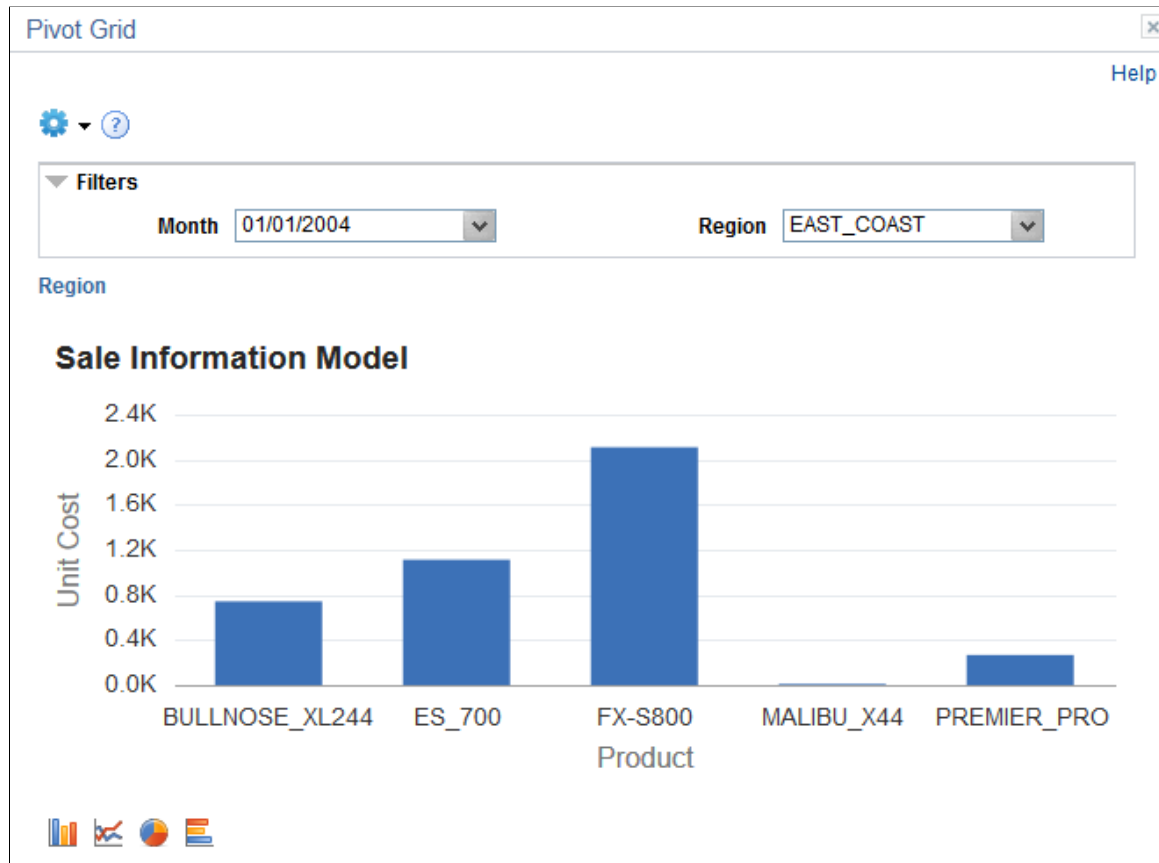 Pivot Grid
Help
?
Filters
Month 01/01/2004 Region EAST_COAST
Region
Sale Information Model
2.4K
2.0K
1.6K
1.2K
0.8K
0.4K
0.0K
Unit Cost
BULLNOSE_XL244 ES_700 FX-S800 MALIBU_X44 PREMIER_PRO
Product